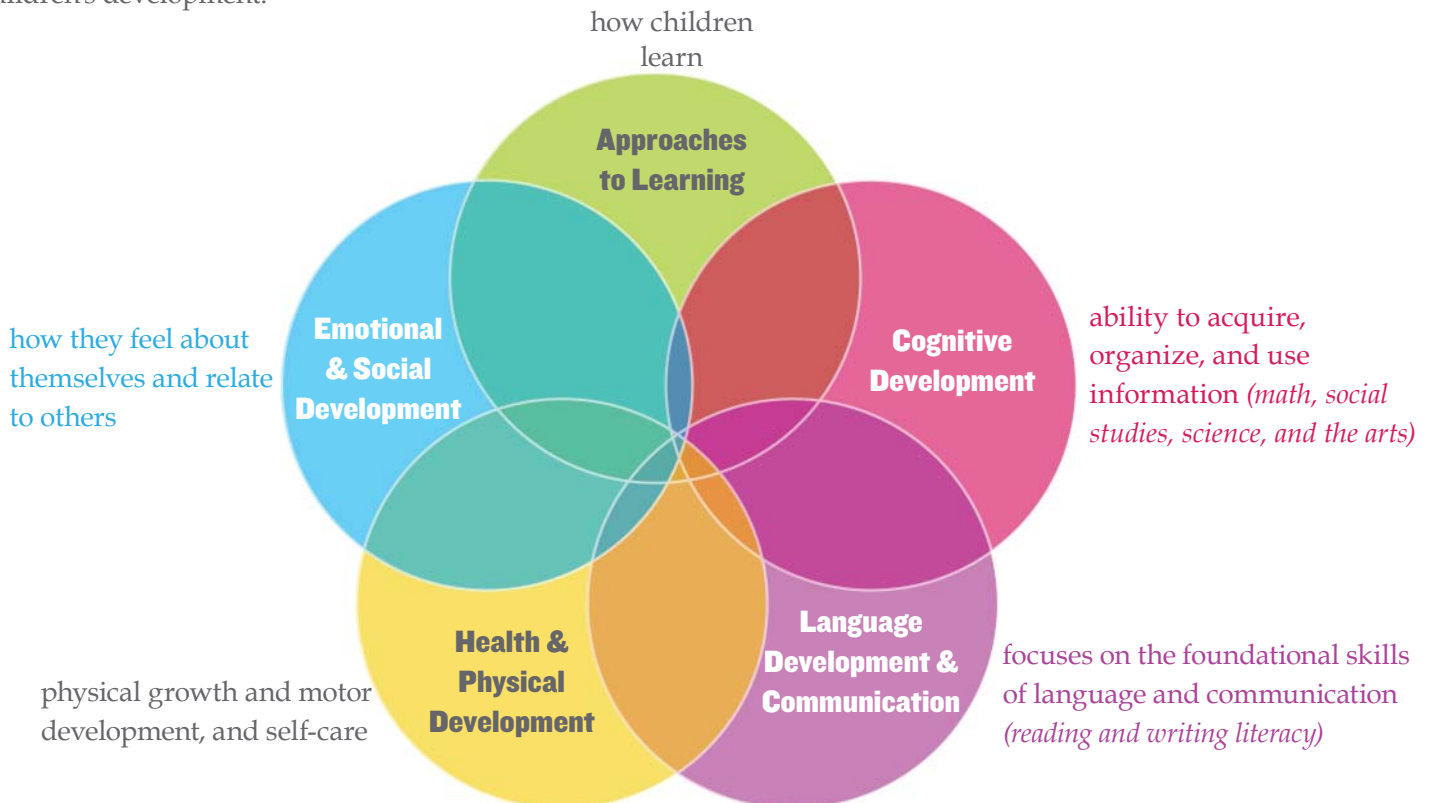 children's development.
how children
learn
Approaches
to Learning
Emotional
& Social
Development
how they feel about
themselves and relate
to others
Cognitive
Development
ability to acquire,
organize, and use
information (math, social
studies, science, and the arts)
Health &
Physical
Development
physical growth and motor
development, and self-care
Language
Development &
Communication
focuses on the foundational skills
of language and communication
(reading and writing literacy)